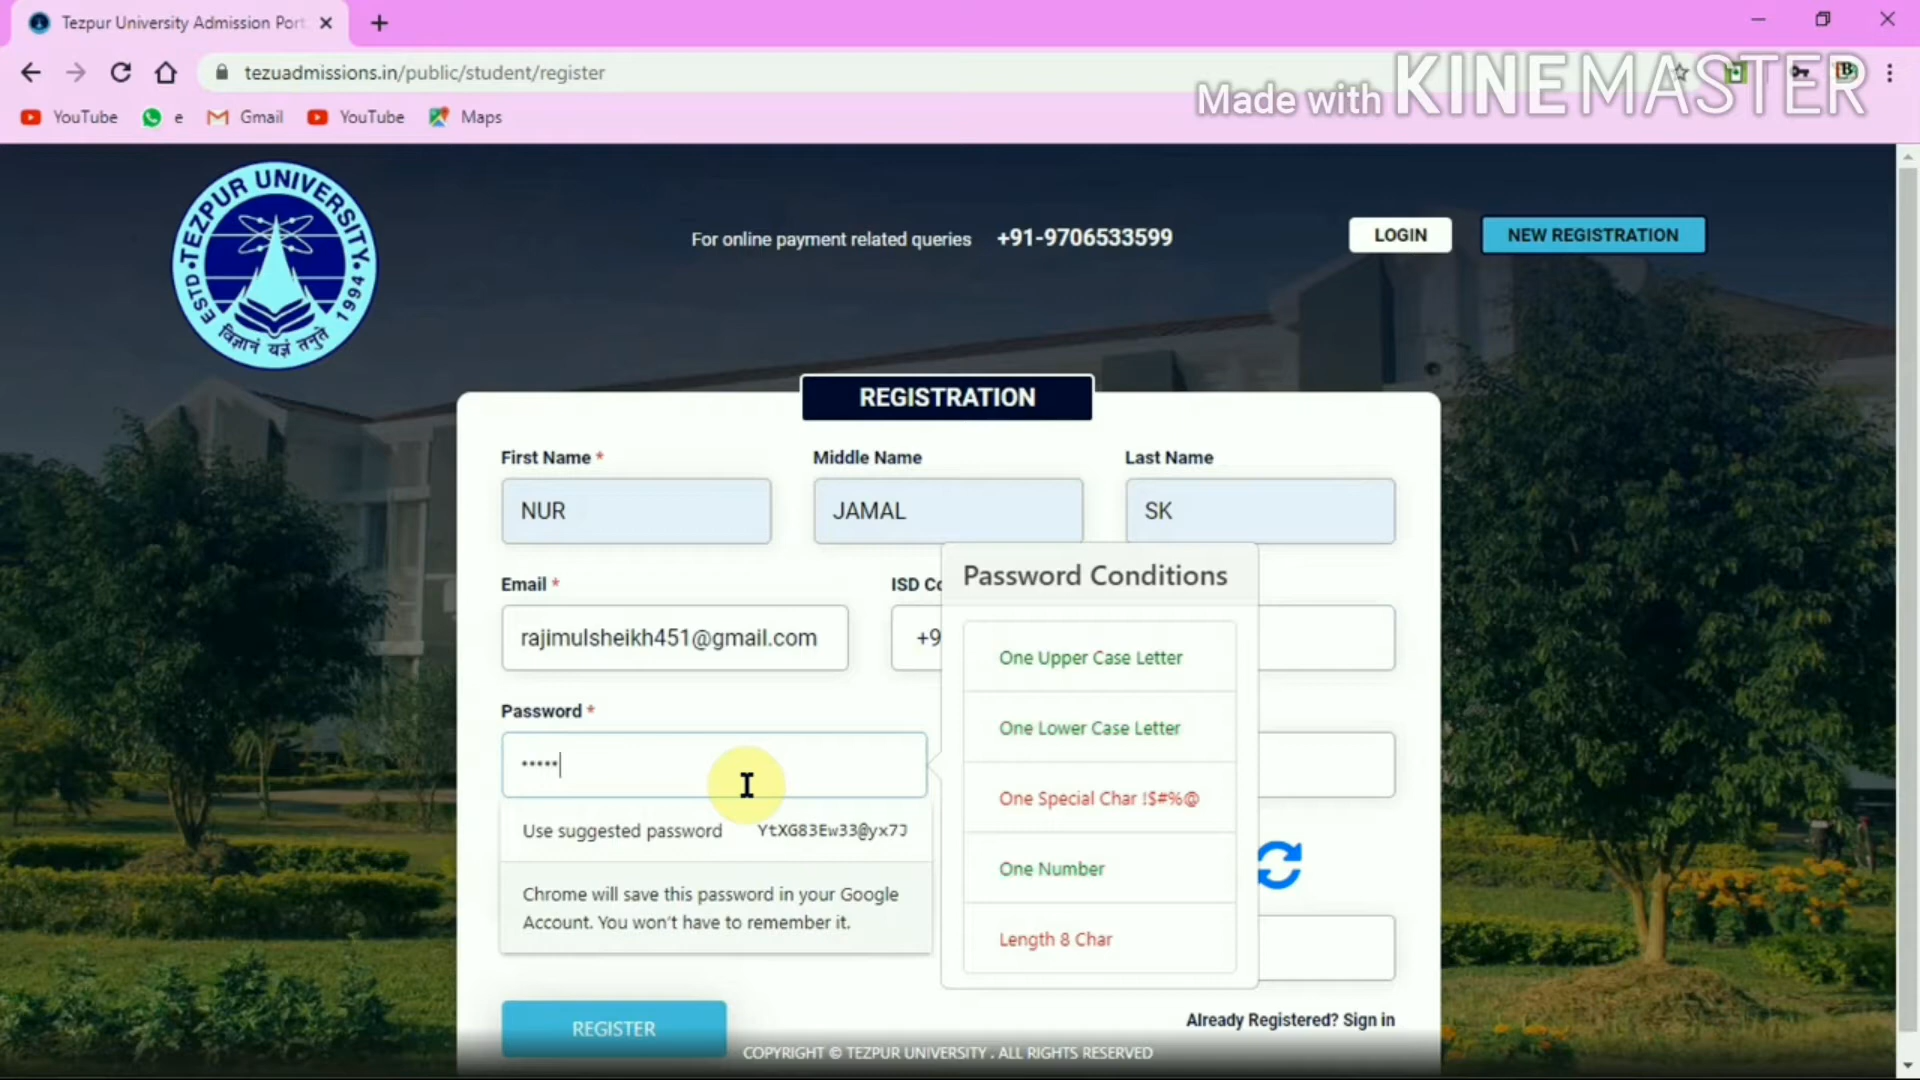 Tezpur University Admission Port
tezuadmissions.in/public/student/register
Made with KINEMASTER
YouTube
e
Gmail
YouTube
Maps
TEZPUR UNIVERSITY
ESTD 1994
विज्ञानं यज्ञं तनुते
For online payment related queries +91-9706533599
LOGIN
NEW REGISTRATION
REGISTRATION
First Name *
Middle Name
Last Name
NUR
JAMAL
SK
Email *
ISD Co
rajimulsheikh451@gmail.com
+9
Password Conditions
One Upper Case Letter
One Lower Case Letter
One Special Char !$#%@
One Number
Length 8 Char
Password *
•••••
Use suggested password YtXG83Ew33@yx7J
Chrome will save this password in your Google
Account. You won't have to remember it.
REGISTER
Already Registered? Sign in
COPYRIGHT © TEZPUR UNIVERSITY . ALL RIGHTS RESERVED